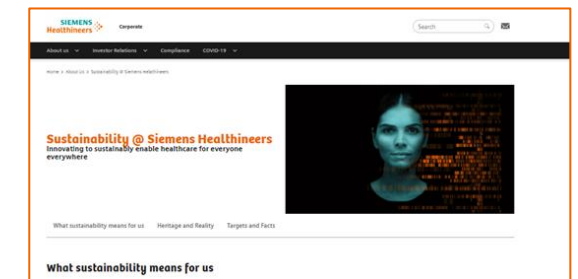 SIEMENS
Healthineers
Corporate
Search
About us
Investor Relations
Compliance
COVID-19
Home > About Us > Sustainability @ Siemens Healthineers
Sustainability @ Siemens Healthineers
Innovating to sustainably enable healthcare for everyone
everywhere
What sustainability means for us
Heritage and Reality
Targets and Facts
What sustainability means for us